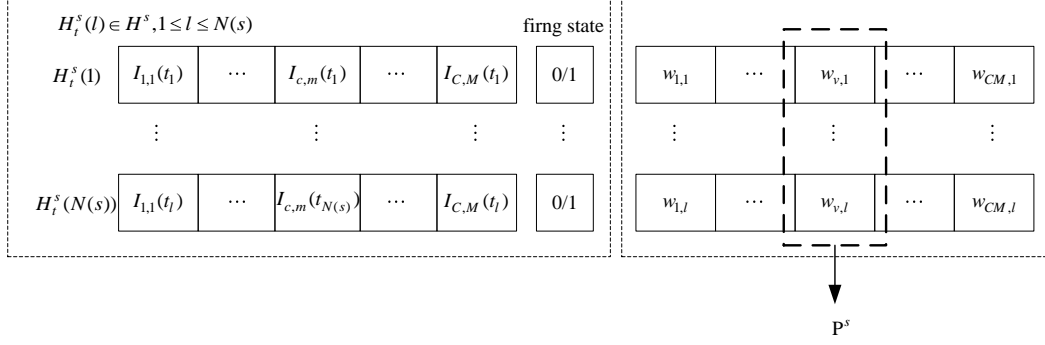 H_t^s(l) ∈ H^s, 1 ≤ l ≤ N(s) firng state
H_t^s(1) I_{1,1}(t_1) ⋯ I_{c,m}(t_1) ⋯ I_{C,M}(t_1) 0/1 w_{1,1} ⋯ w_{v,1} ⋯ w_{CM,1}
⋮ ⋮ ⋮ ⋮ ⋮ ⋮ ⋮
H_t^s(N(s)) I_{1,1}(t_l) ⋯ I_{c,m}(t_{N(s)}) ⋯ I_{C,M}(t_l) 0/1 w_{1,l} ⋯ w_{v,l} ⋯ w_{CM,l}
P^s